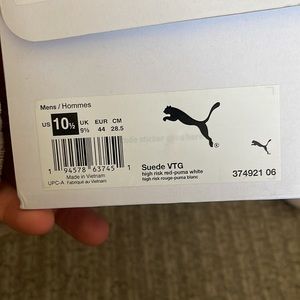 Mens / Hommes
US 10½ UK 9½ EUR 44 CM 28.5
1 94578 63745 1
Made in Vietnam
UPC-A Fabriqué au Vietnam
Suede VTG
high risk red-puma white
high risk rouge-puma blanc
374921 06